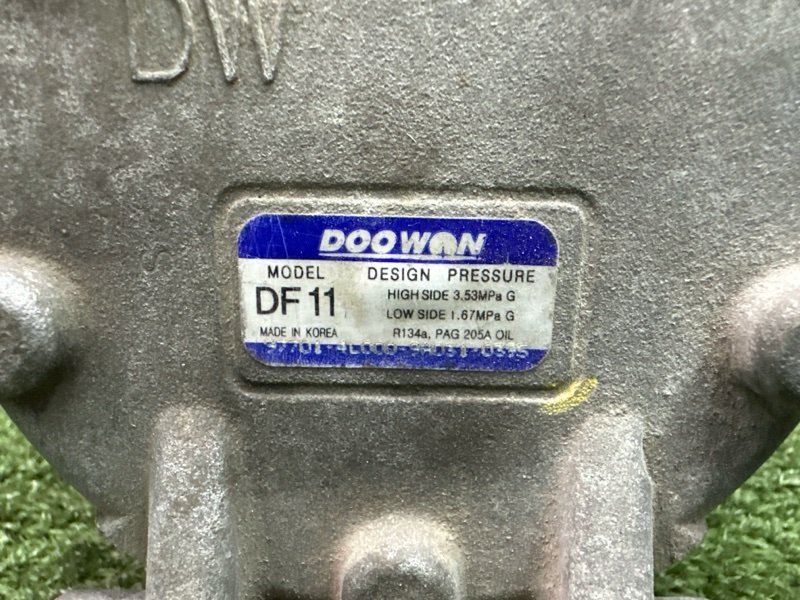 DW
DOOWON
MODEL
DESIGN PRESSURE
DF 11
HIGH SIDE 3.53MPa G
LOW SIDE 1.67MPa G
MADE IN KOREA
R134a, PAG 205A OIL